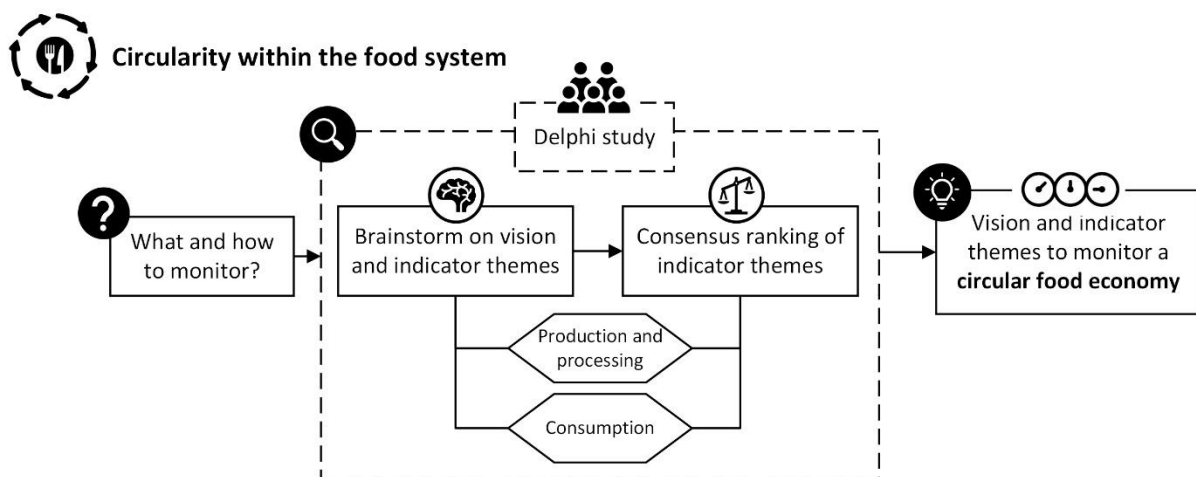 Circularity within the food system
Delphi study
?
What and how
to monitor?
Brainstorm on vision
and indicator themes
Consensus ranking of
indicator themes
Production and
processing
Consumption
Vision and indicator
themes to monitor a
circular food economy